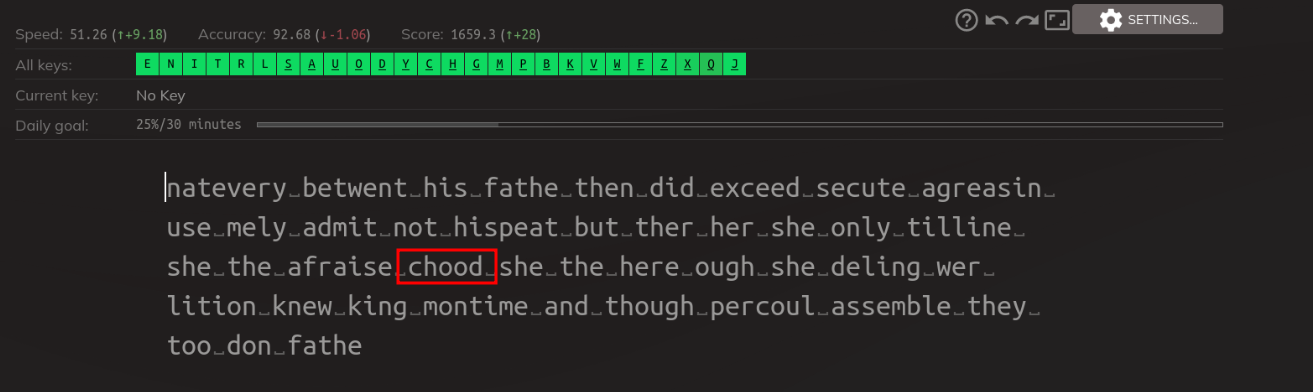 SETTINGS...
Speed: 51.26 (↑+9.18) Accuracy: 92.68 (↓-1.06) Score: 1659.3 (↑+28)
All keys: E N I T R L S A U O D Y C H G M P B K V W F Z X Q J
Current key: No Key
Daily goal: 25%/30 minutes
natevery␣betwent␣his␣fathe␣then␣did␣exceed␣secute␣agreasin␣
use␣mely␣admit␣not␣hispeat␣but␣ther␣her␣she␣only␣tilline␣
she␣the␣afraise␣chood␣she␣the␣here␣ough␣she␣deling␣wer␣
lition␣knew␣king␣montime␣and␣though␣percoul␣assemble␣they␣
too␣don␣fathe